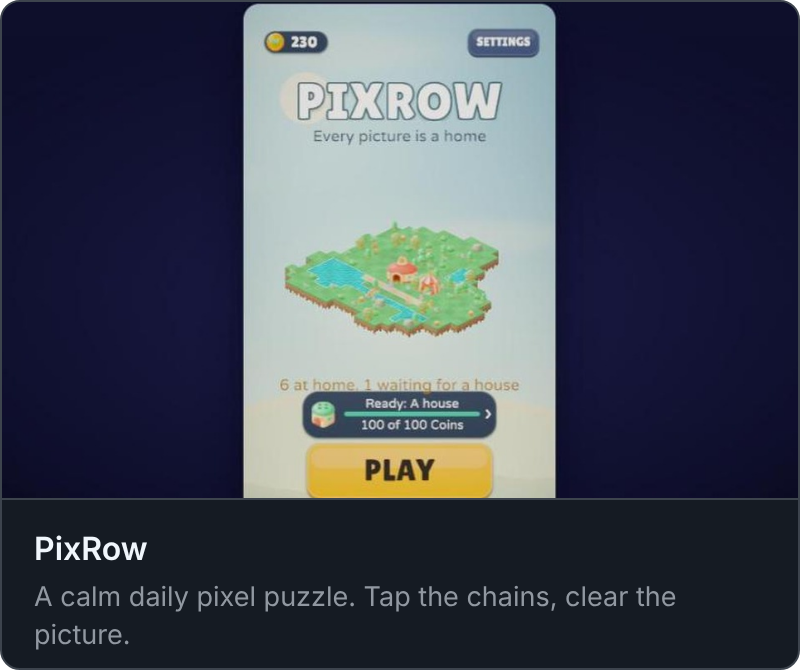 230
SETTINGS
PIXROW
Every picture is a home
6 at home, 1 waiting for a house
Ready: A house
100 of 100 Coins
PLAY
PixRow
A calm daily pixel puzzle. Tap the chains, clear the
picture.